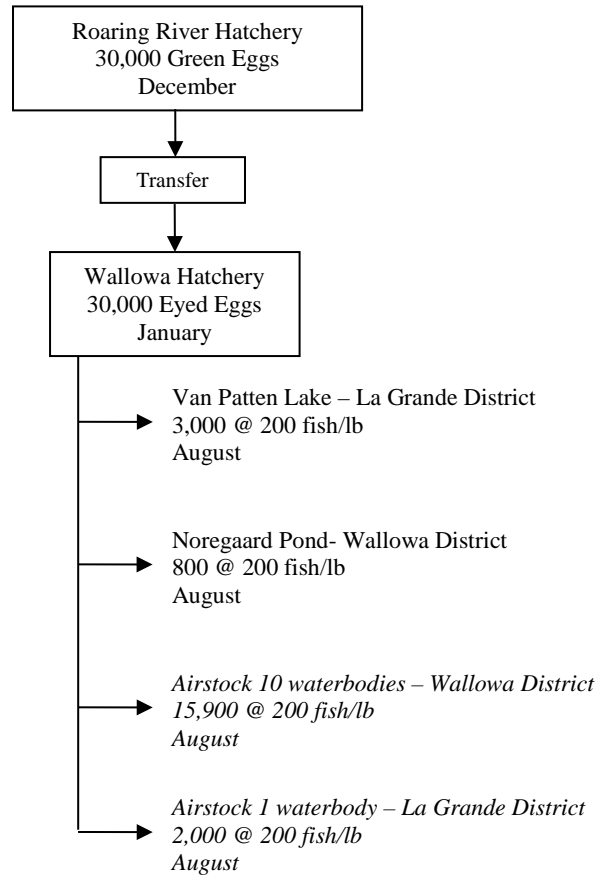 Roaring River Hatchery
30,000 Green Eggs
December
Transfer
Wallowa Hatchery
30,000 Eyed Eggs
January
Van Patten Lake – La Grande District
3,000 @ 200 fish/lb
August
Noregaard Pond- Wallowa District
800 @ 200 fish/lb
August
Airstock 10 waterbodies – Wallowa District
15,900 @ 200 fish/lb
August
Airstock 1 waterbody – La Grande District
2,000 @ 200 fish/lb
August